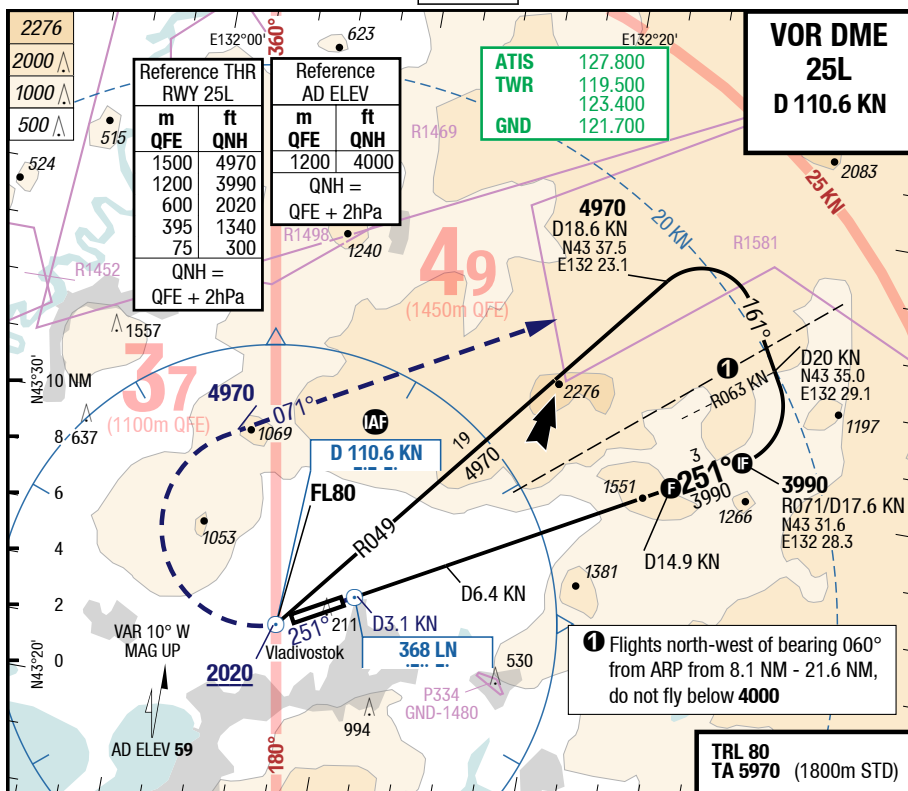 2276
2000
1000
500
E132°00'
360°
623
E132°20'
VOR DME
25L
D 110.6 KN
ATIS 127.800
TWR 119.500
123.400
GND 121.700
Reference THR
RWY 25L
m ft
QFE QNH
1500 4970
1200 3990
600 2020
395 1340
75 300
QNH =
QFE + 2hPa
Reference
AD ELEV
m ft
QFE QNH
1200 4000
QNH =
QFE + 2hPa
515
524
R1469
2083
25 KN
20 KN
R1498
1240
R1452
R1581
4970
D18.6 KN
N43 37.5
E132 23.1
49
(1450m QFE)
161°
1557
37
(1100m QFE)
N43°30'
10 NM
8
6
4
2
0
637
4970
071°
1069
1053
IAF
D 110.6 KN
FL80
19
4970
R049
2276
1
R063 KN
D20 KN
N43 35.0
E132 29.1
1197
3
251°
3990
F
IF
3990
R071/D17.6 KN
N43 31.6
E132 28.3
1551
1266
D14.9 KN
1381
D6.4 KN
D3.1 KN
211
251°
Vladivostok
368 LN
2020
N43°20'
VAR 10° W
MAG UP
AD ELEV 59
530
P334
GND-1480
994
180°
1 Flights north-west of bearing 060°
from ARP from 8.1 NM - 21.6 NM,
do not fly below 4000
TRL 80
TA 5970 (1800m STD)